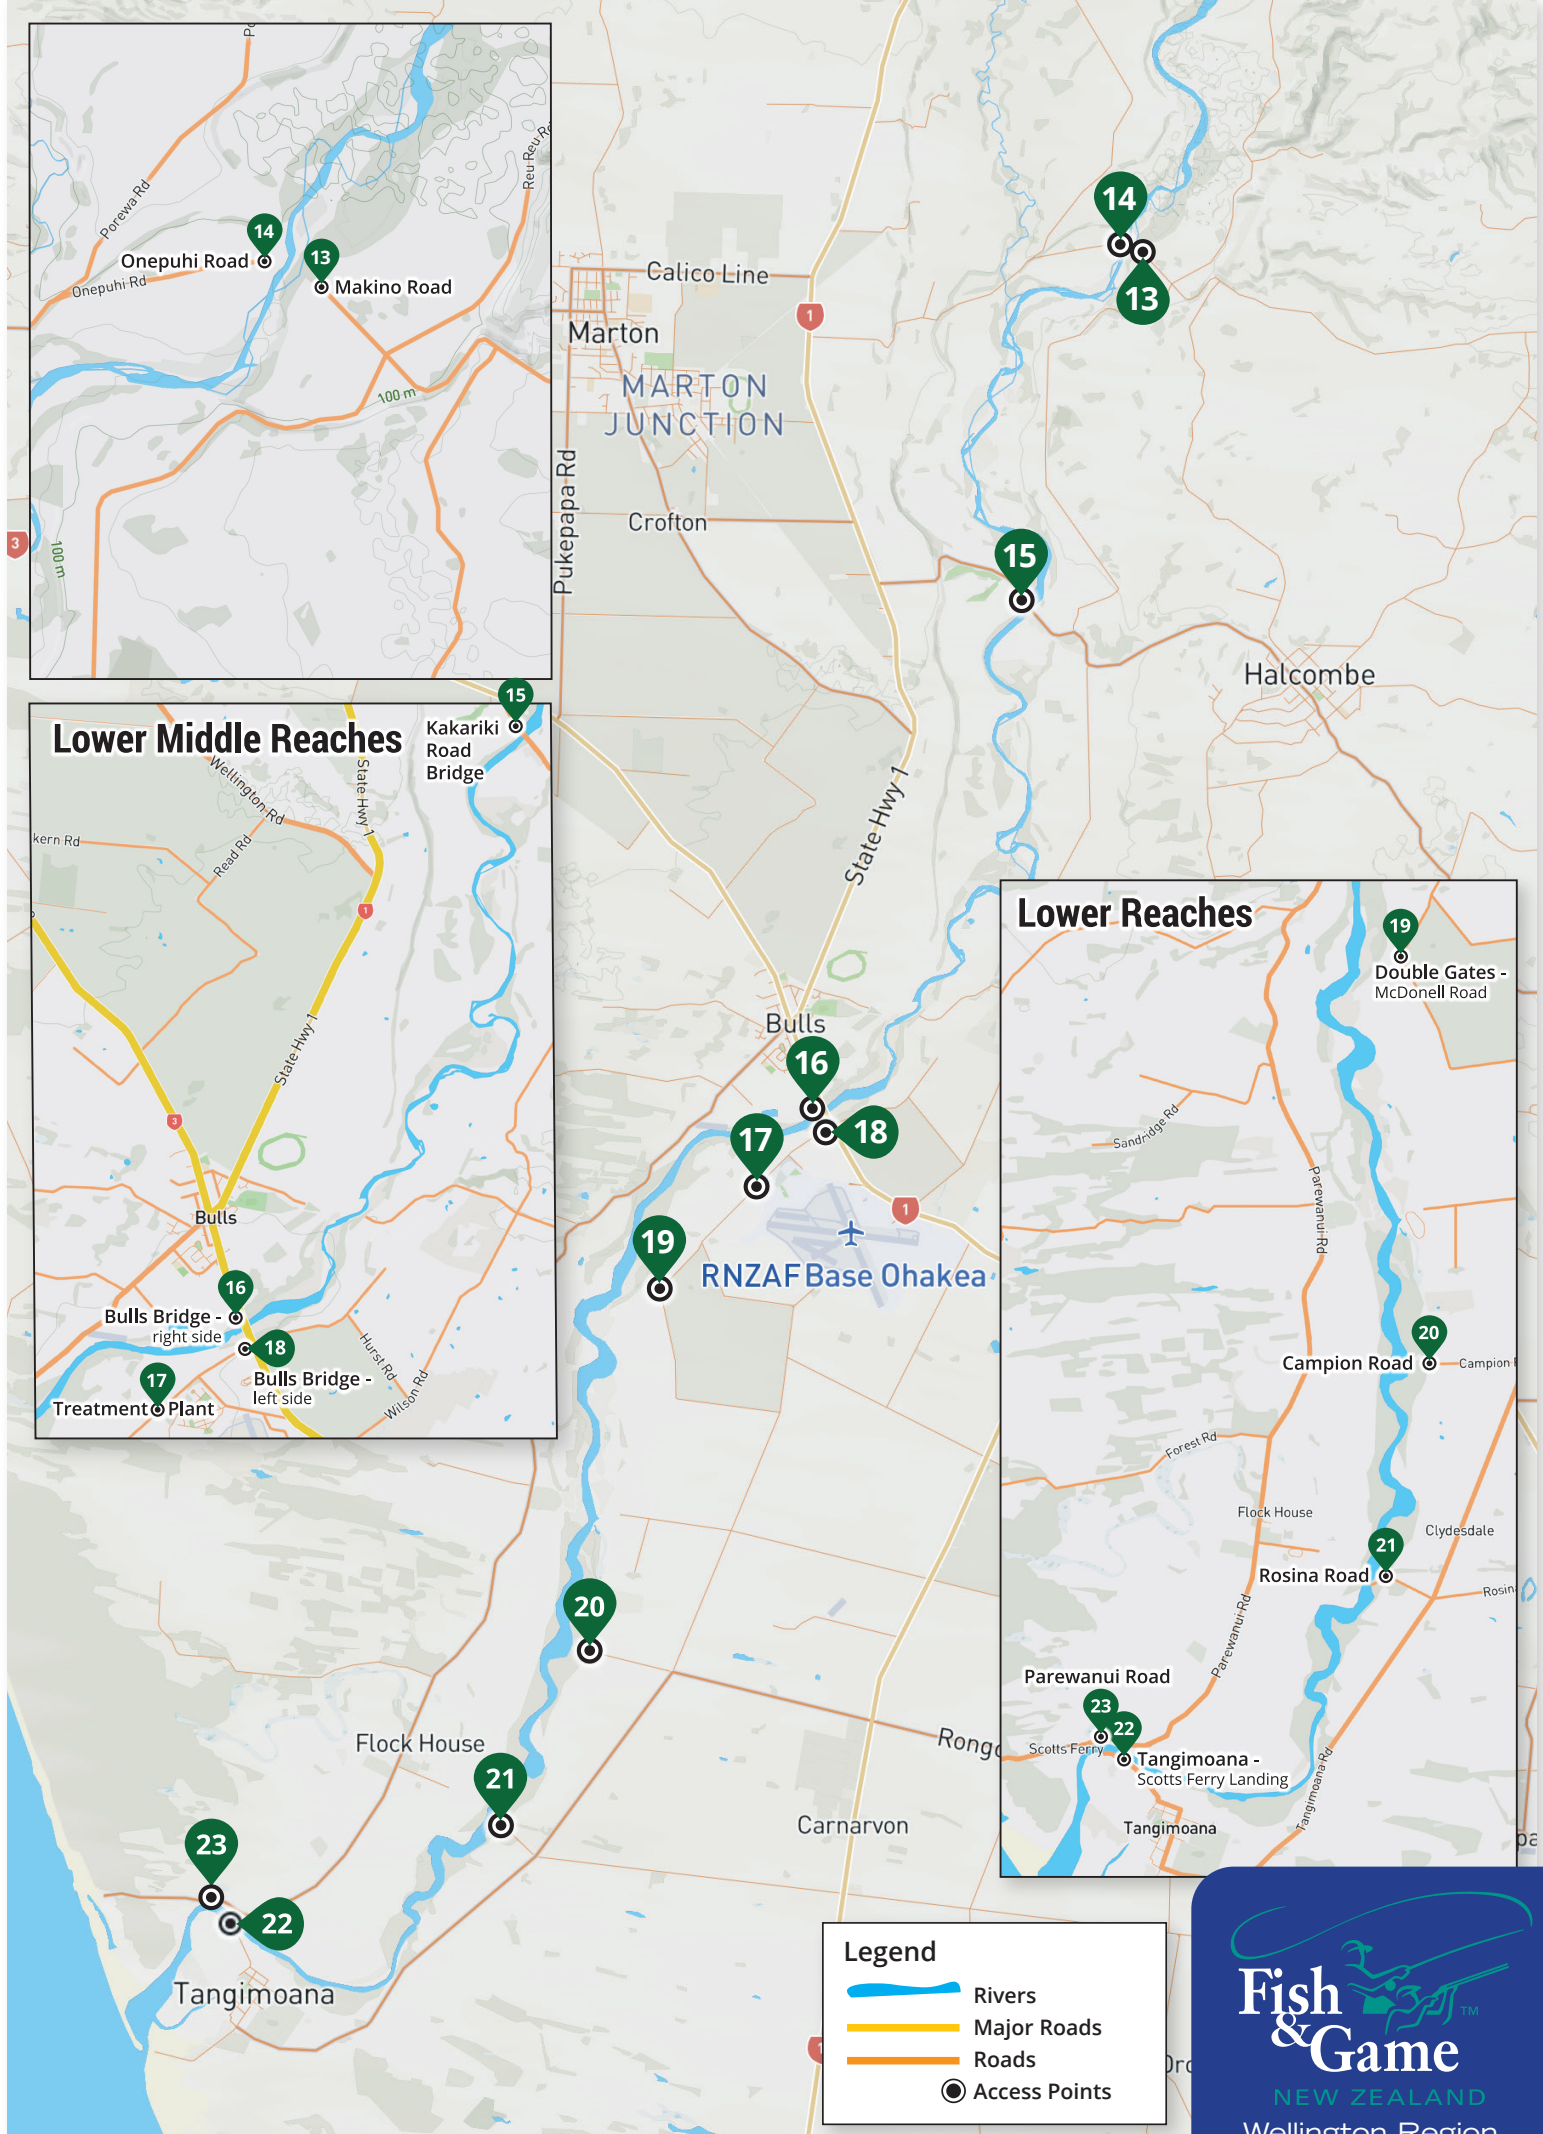 Porewa Rd
Reu Reu Rd
14
Onepuhi Road
Onepuhi Rd
13
Makino Road
100 m
100 m
3
Calico Line
1
Marton
MARTON
JUNCTION
Pukepapa Rd
Crofton
14
13
15
Halcombe
State Hwy 1
Bulls
16
17
18
19
1
RNZAF Base Ohakea
20
Flock House
21
23
22
Tangimoana
Carnarvon
Lower Middle Reaches
15
Kakariki
Road
Bridge
Wellington Rd
State Hwy 1
kern Rd
Read Rd
1
State Hwy 1
3
Bulls
16
Bulls Bridge -
right side
18
Bulls Bridge -
left side
17
Treatment Plant
Hurst Rd
Wilson Rd
Lower Reaches
19
Double Gates -
McDonell Road
Sandridge Rd
Parewanui Rd
20
Campion Road
Campion
Forest Rd
Flock House
Clydesdale
21
Rosina Road
Rosina
Parewanui Rd
Parewanui Road
23
22
Scotts Ferry
Tangimoana -
Scotts Ferry Landing
Tangimoana Rd
Tangimoana
Legend
Rivers
Major Roads
Roads
Access Points
1
Fish
&Game
TM
NEW ZEALAND
Wellington Region